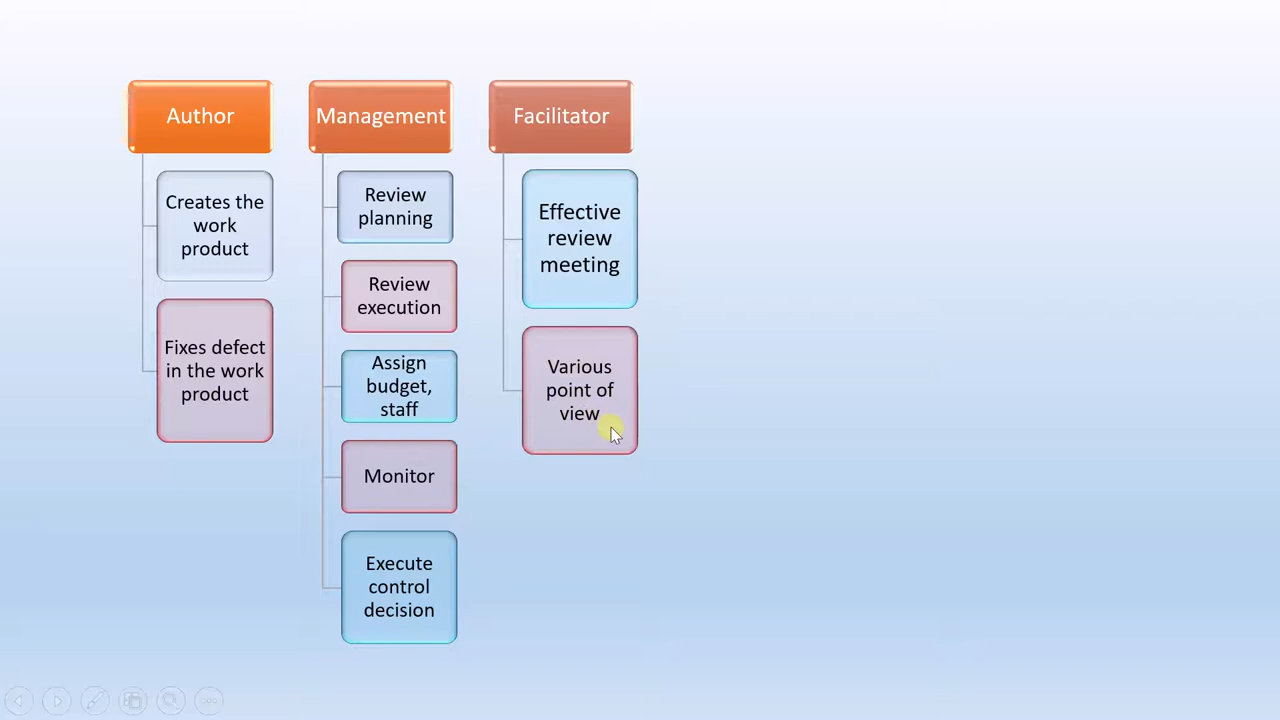 Author
Creates the
work
product
Fixes defect
in the work
product
Management
Review
planning
Review
execution
Assign
budget,
staff
Monitor
Execute
control
decision
Facilitator
Effective
review
meeting
Various
point of
view